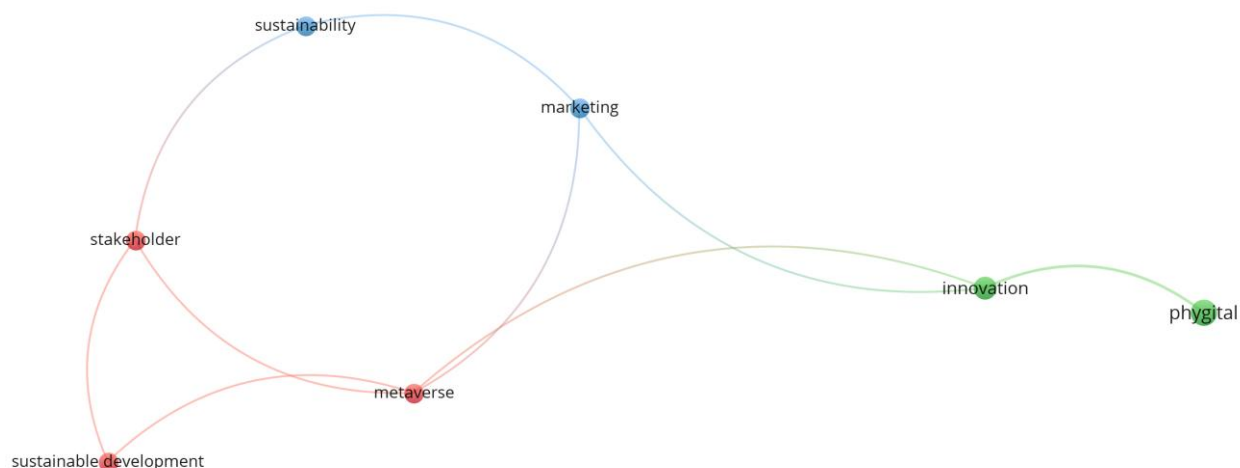 sustainability
marketing
stakeholder
innovation
phygital
metaverse
sustainable development